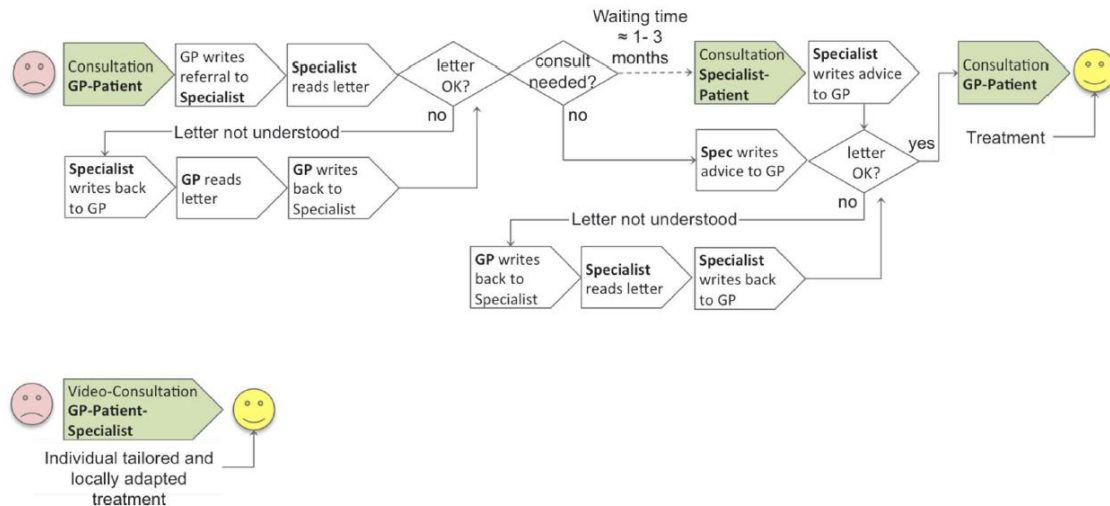 Waiting time
≈ 1- 3
months
Consultation
GP-Patient
GP writes
referral to
Specialist
Specialist
reads letter
letter
OK?
consult
needed?
Consultation
Specialist-
Patient
Specialist
writes advice
to GP
Consultation
GP-Patient
no
no
yes
Treatment
Letter not understood
Specialist
writes back
to GP
GP reads
letter
GP writes
back to
Specialist
Spec writes
advice to GP
letter
OK?
no
Letter not understood
GP writes
back to
Specialist
Specialist
reads letter
Specialist
writes back
to GP
Video-Consultation
GP-Patient-
Specialist
Individual tailored and
locally adapted
treatment